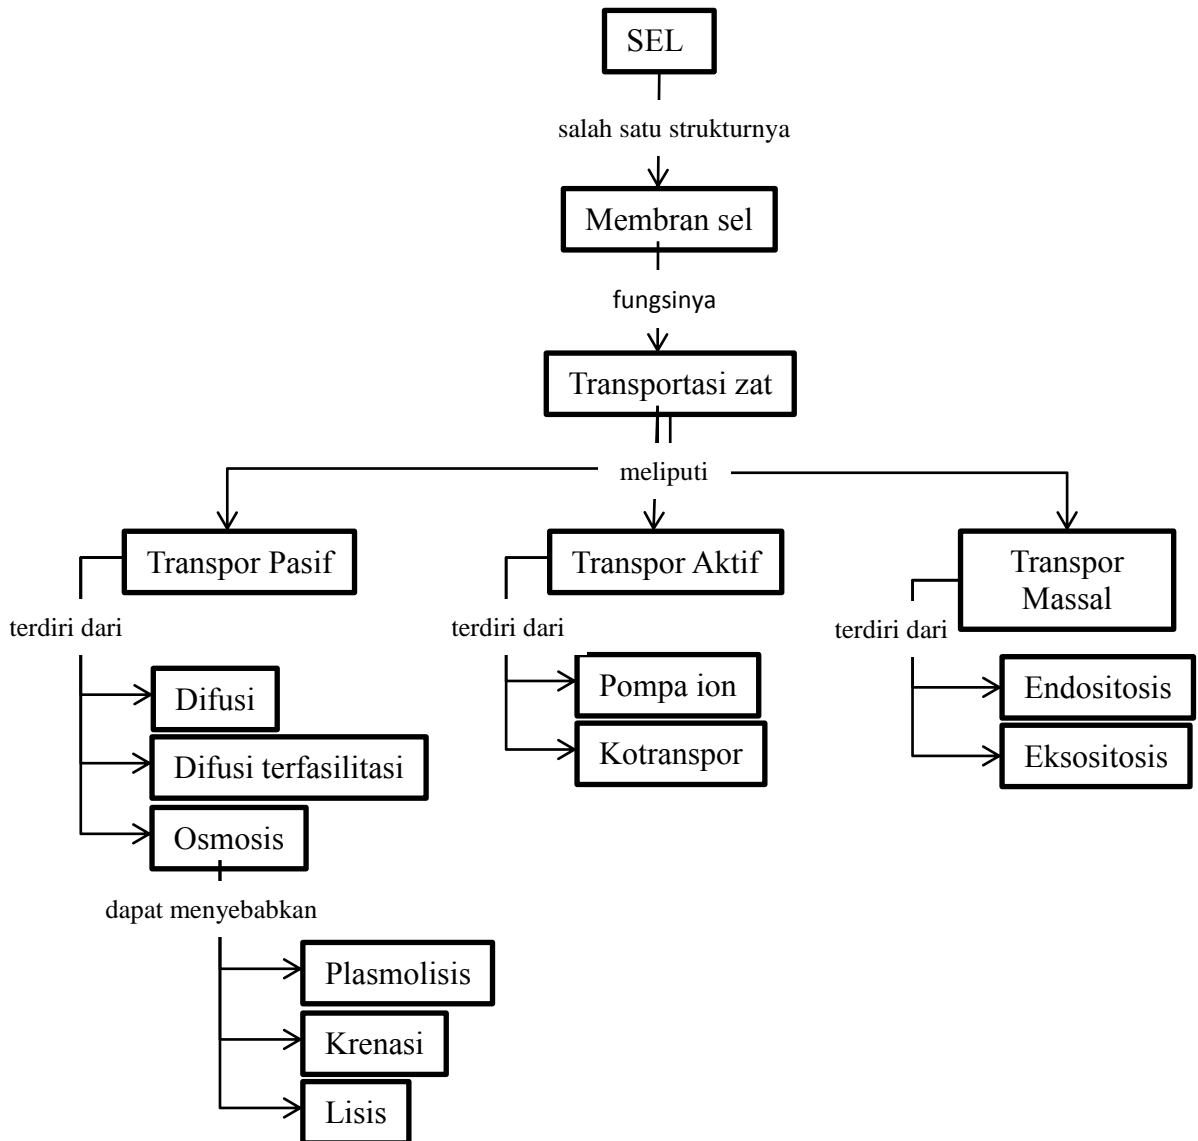 SEL
salah satu strukturnya
Membran sel
fungsinya
Transportasi zat
meliputi
Transpor Pasif
Transpor Aktif
Transpor
Massal
terdiri dari
terdiri dari
terdiri dari
Difusi
Difusi terfasilitasi
Osmosis
Pompa ion
Kotranspor
Endositosis
Eksositosis
dapat menyebabkan
Plasmolisis
Krenasi
Lisis